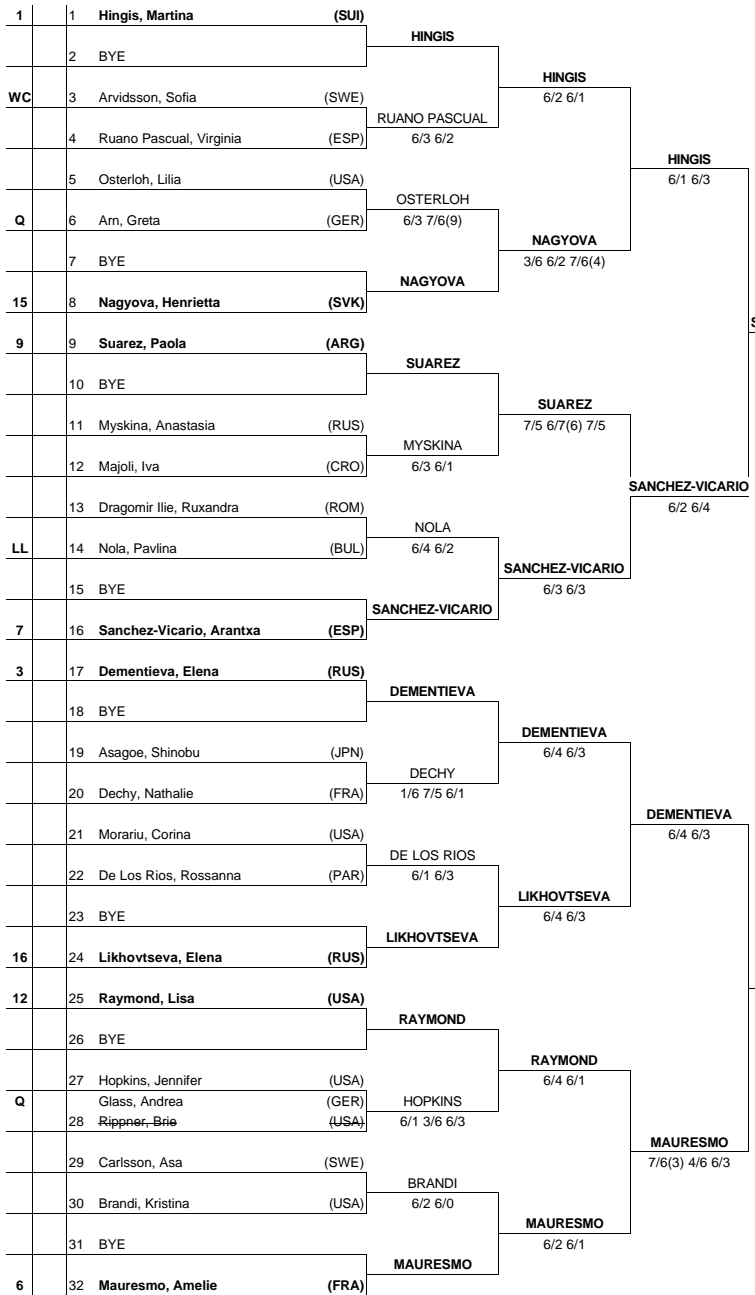 1 1 Hingis, Martina (SUI)
HINGIS
2 BYE
HINGIS
WC 3 Arvidsson, Sofia (SWE)
6/2 6/1
RUANO PASCUAL
4 Ruano Pascual, Virginia (ESP)
6/3 6/2
HINGIS
5 Osterloh, Lilia (USA)
6/1 6/3
OSTERLOH
Q 6 Arn, Greta (GER)
6/3 7/6(9)
NAGYOVA
7 BYE
3/6 6/2 7/6(4)
NAGYOVA
15 8 Nagyova, Henrietta (SVK)
9 9 Suarez, Paola (ARG)
SUAREZ
10 BYE
SUAREZ
11 Myskina, Anastasia (RUS)
7/5 6/7(6) 7/5
MYSKINA
12 Majoli, Iva (CRO)
6/3 6/1
SANCHEZ-VICARIO
13 Dragomir Ilie, Ruxandra (ROM)
6/2 6/4
NOLA
LL 14 Nola, Pavlina (BUL)
6/4 6/2
SANCHEZ-VICARIO
15 BYE
6/3 6/3
SANCHEZ-VICARIO
7 16 Sanchez-Vicario, Arantxa (ESP)
3 17 Dementieva, Elena (RUS)
DEMENTIEVA
18 BYE
DEMENTIEVA
19 Asagoe, Shinobu (JPN)
6/4 6/3
DECHY
20 Dechy, Nathalie (FRA)
1/6 7/5 6/1
DEMENTIEVA
21 Morariu, Corina (USA)
6/4 6/3
DE LOS RIOS
22 De Los Rios, Rossanna (PAR)
6/1 6/3
LIKHOVTSEVA
23 BYE
6/4 6/3
LIKHOVTSEVA
16 24 Likhovtseva, Elena (RUS)
12 25 Raymond, Lisa (USA)
RAYMOND
26 BYE
RAYMOND
27 Hopkins, Jennifer (USA)
6/4 6/1
Q Glass, Andrea (GER)
HOPKINS
28 Rippner, Brie (USA)
6/1 3/6 6/3
MAURESMO
29 Carlsson, Asa (SWE)
7/6(3) 4/6 6/3
BRANDI
30 Brandi, Kristina (USA)
6/2 6/0
MAURESMO
31 BYE
6/2 6/1
MAURESMO
6 32 Mauresmo, Amelie (FRA)